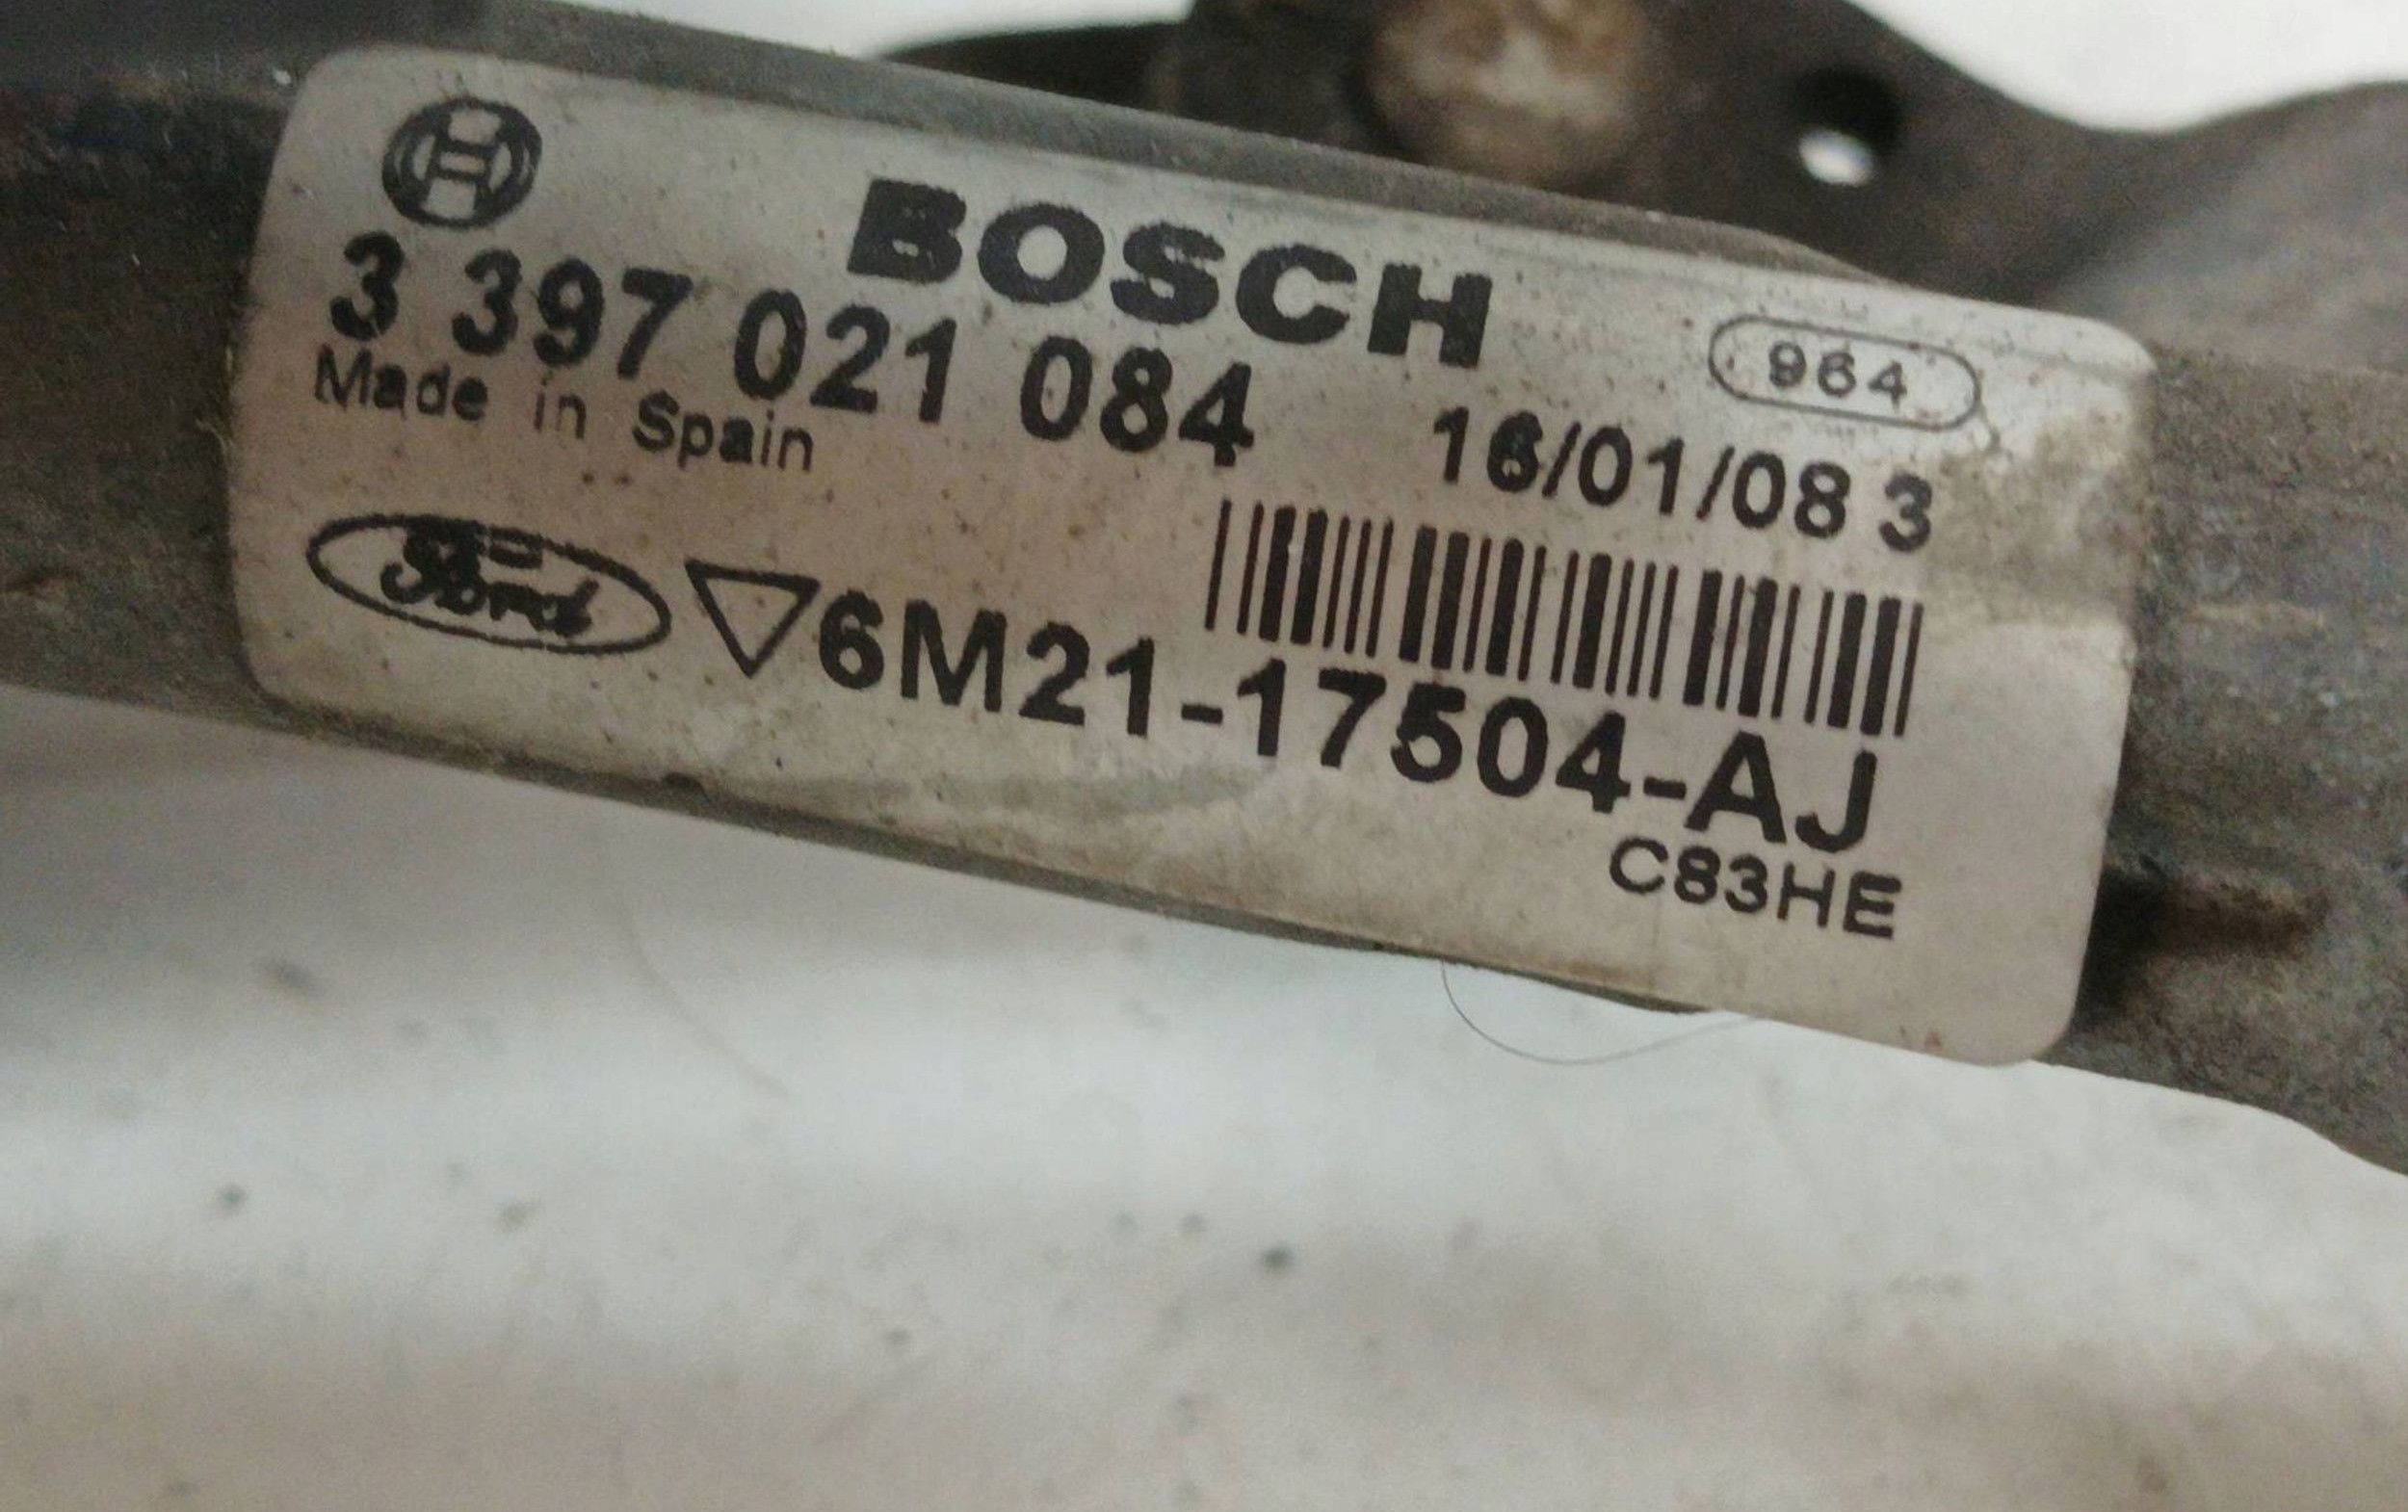 BOSCH
964
3 397 021 084
16/01/08 3
Made in Spain
Ford
6M21-17504-AJ
C83HE